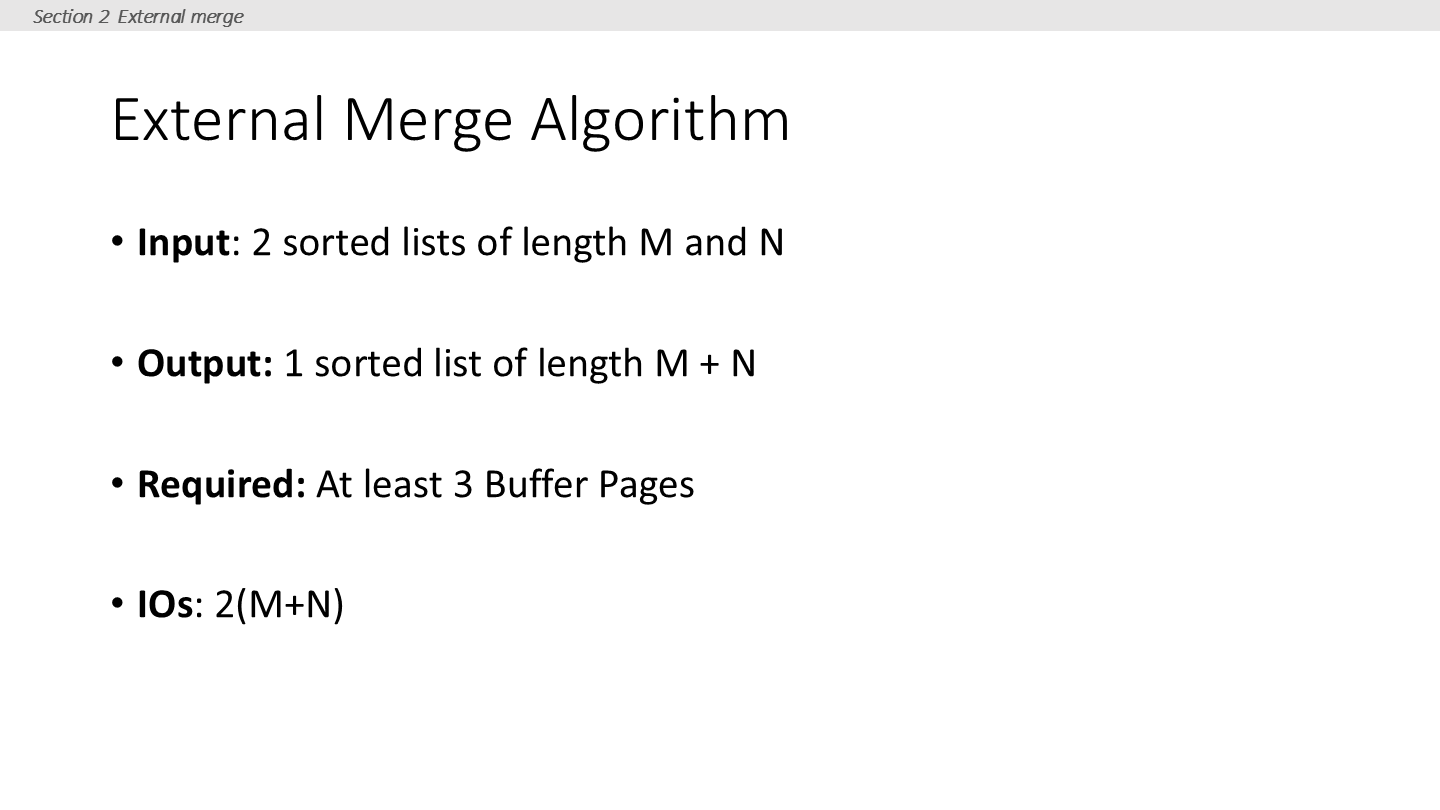 Section 2 External merge
External Merge Algorithm
• Input: 2 sorted lists of length M and N
• Output: 1 sorted list of length M + N
• Required: At least 3 Buffer Pages
• IOs: 2(M+N)